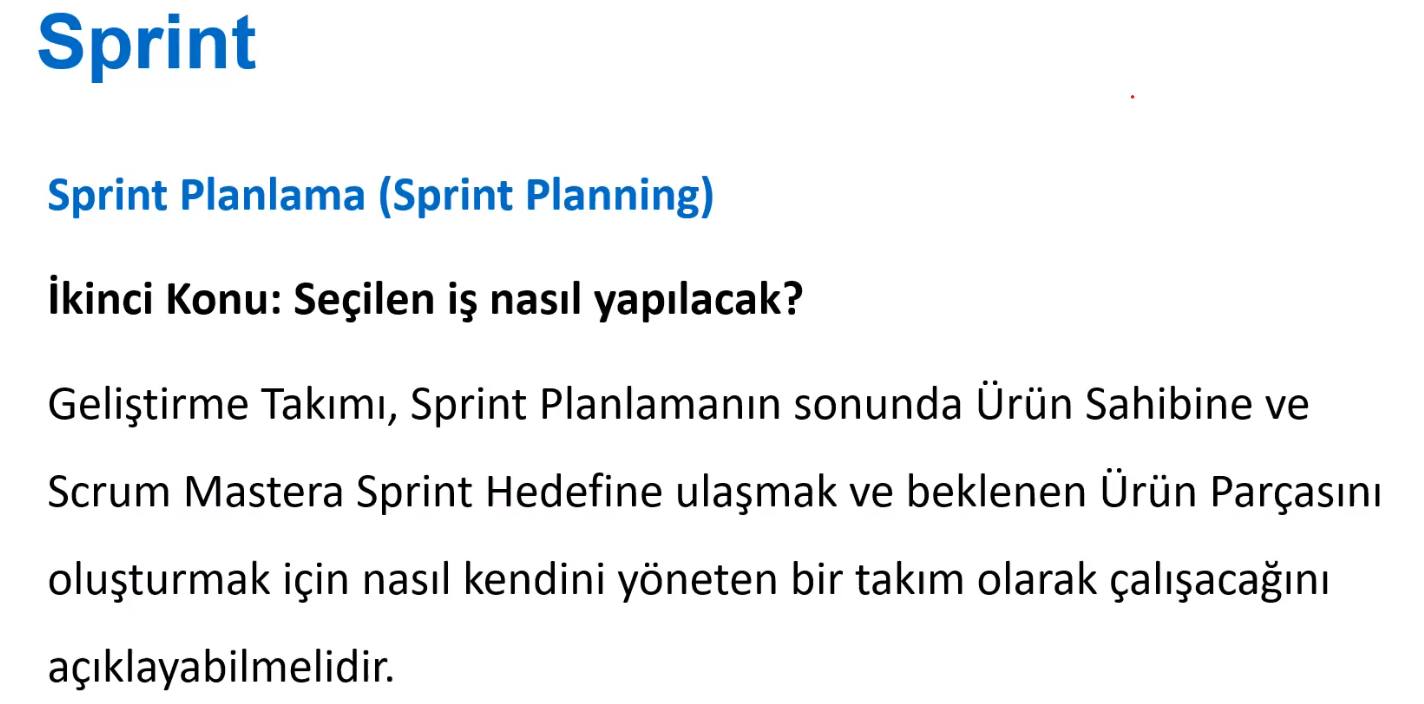 Sprint
Sprint Planlama (Sprint Planning)
İkinci Konu: Seçilen iş nasıl yapılacak?
Geliştirme Takımı, Sprint Planlamanın sonunda Ürün Sahibine ve
Scrum Mastera Sprint Hedefine ulaşmak ve beklenen Ürün Parçasını
oluşturmak için nasıl kendini yöneten bir takım olarak çalışacağını
açıklayabilmelidir.